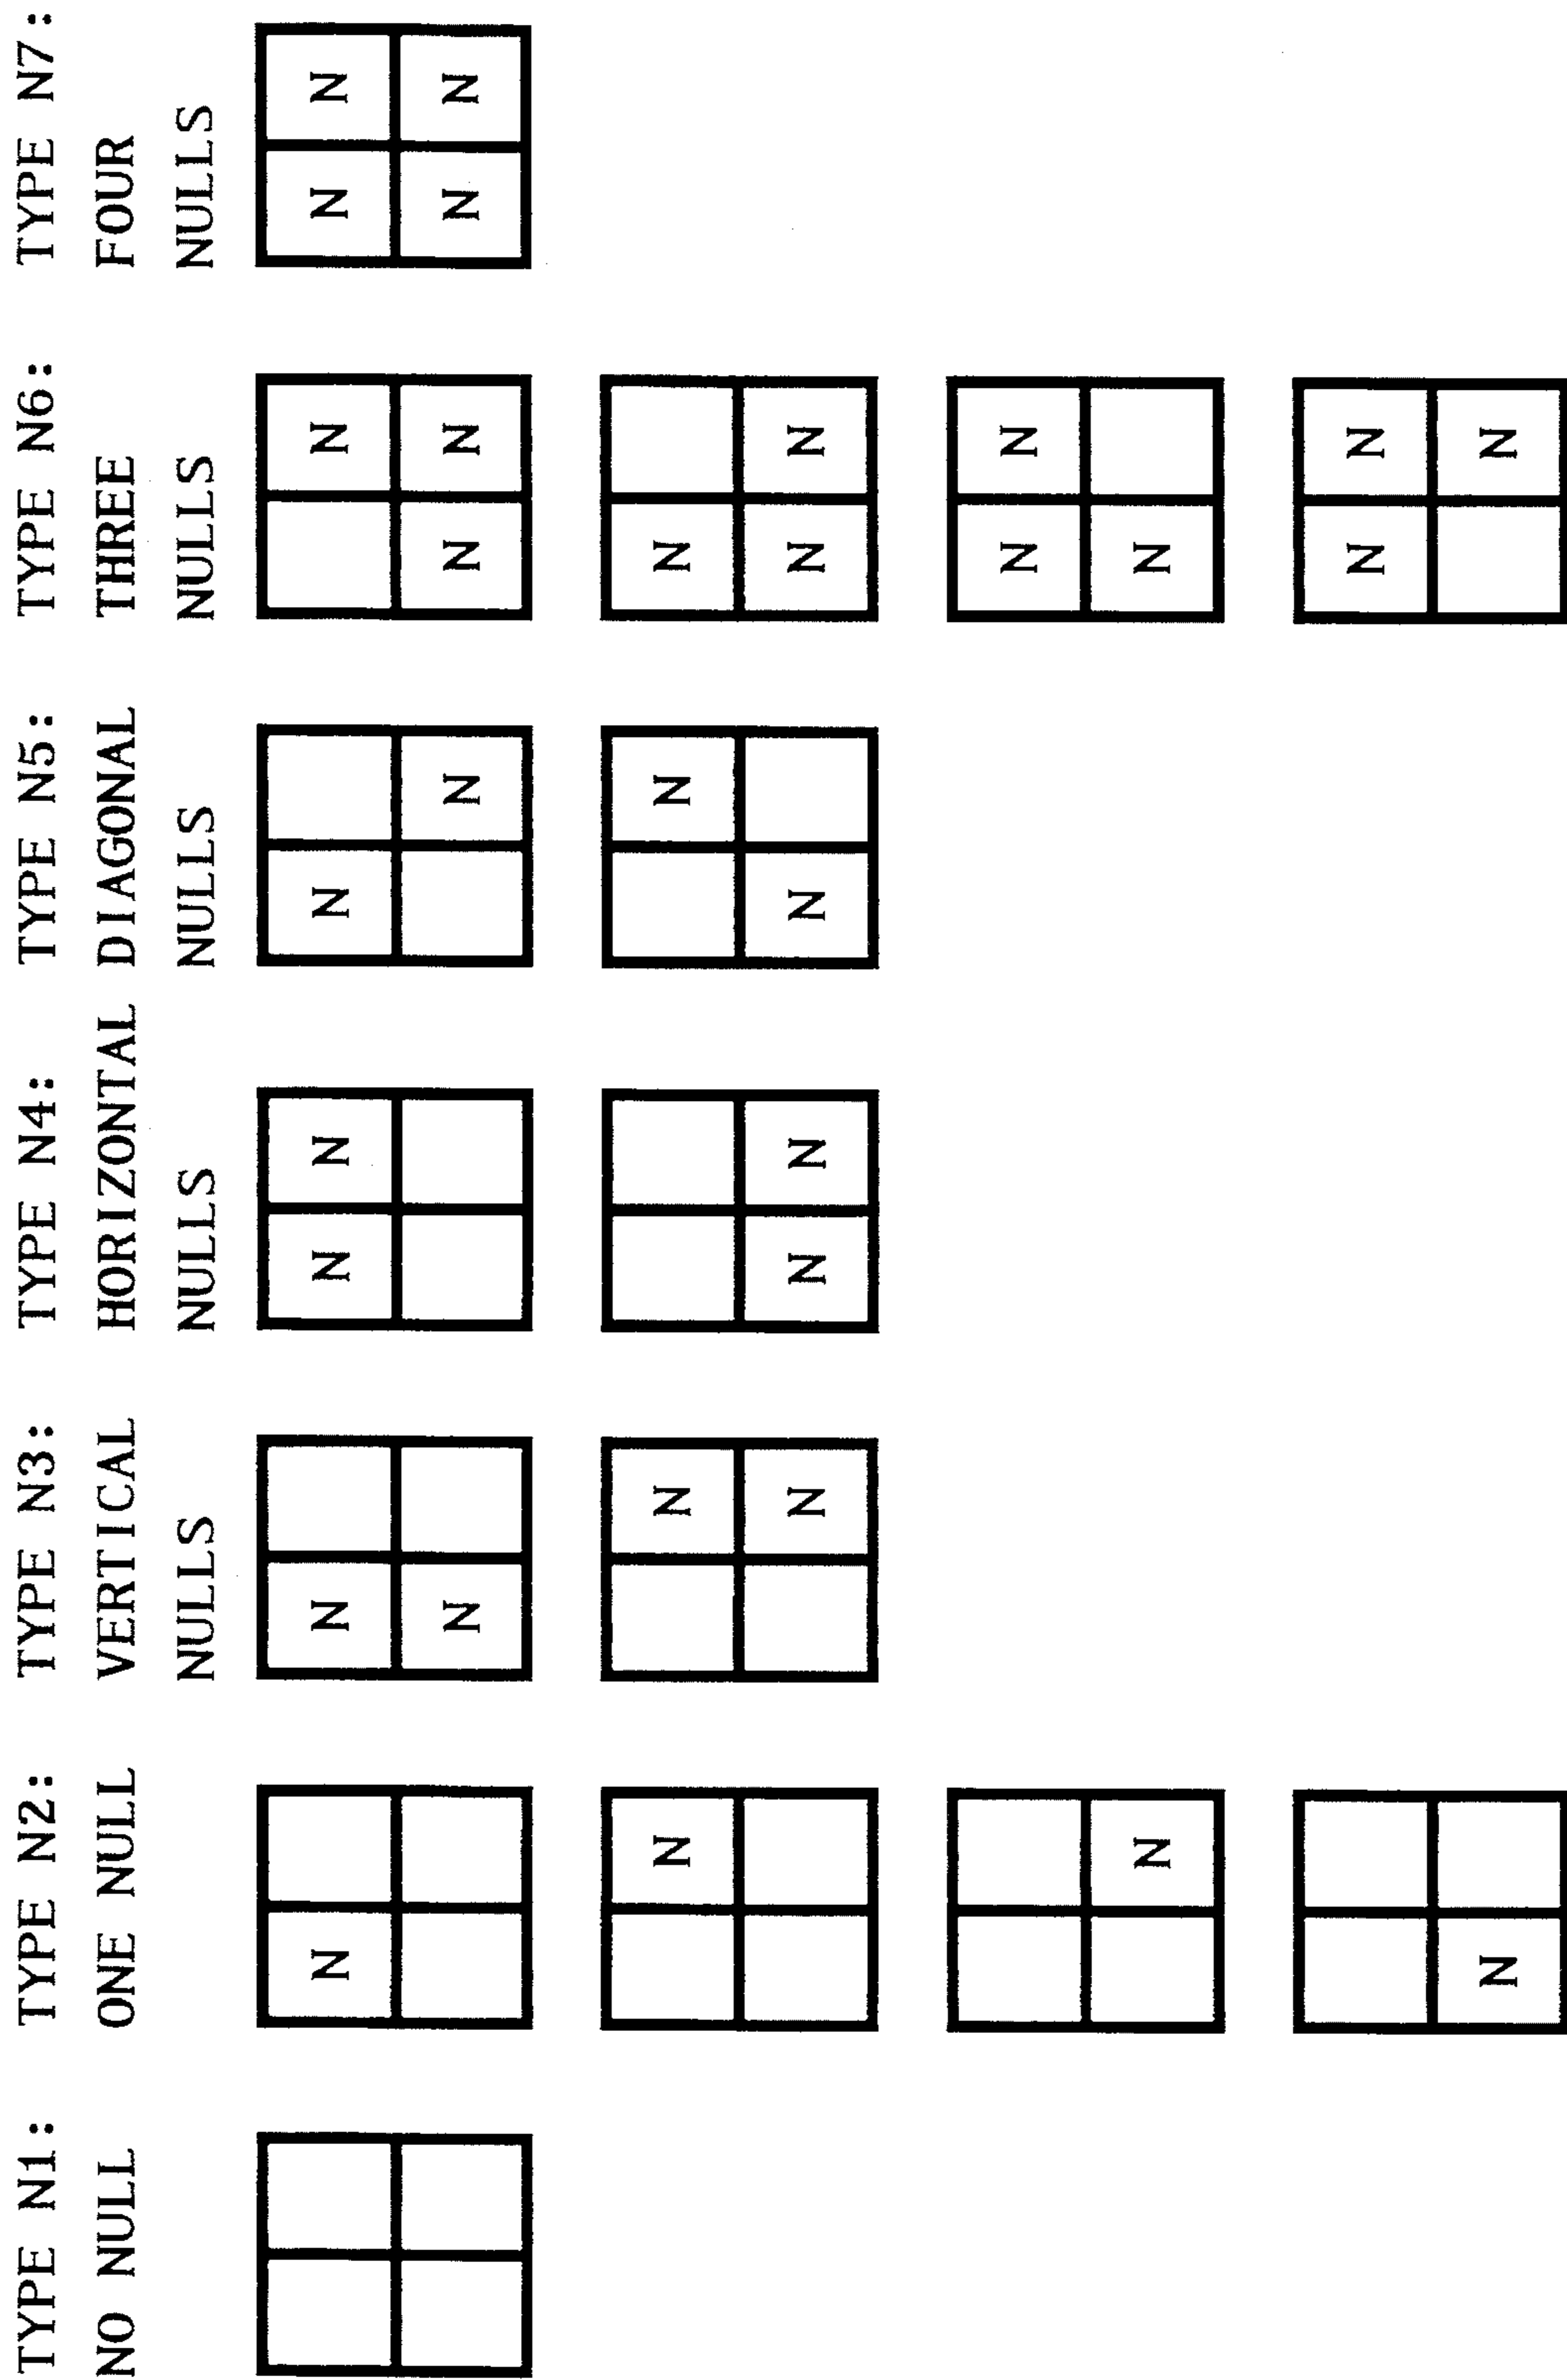 TYPE N1: TYPE N2: TYPE N3: TYPE N4: TYPE N5: TYPE N6: TYPE N7:
NO NULL ONE NULL VERTICAL HORIZONTAL DIAGONAL THREE FOUR
NULLS NULLS NULLS NULLS NULLS
N N N N N N N N
N N N N N N
N N N N
N N N N N N
N N
N N
N N
N N